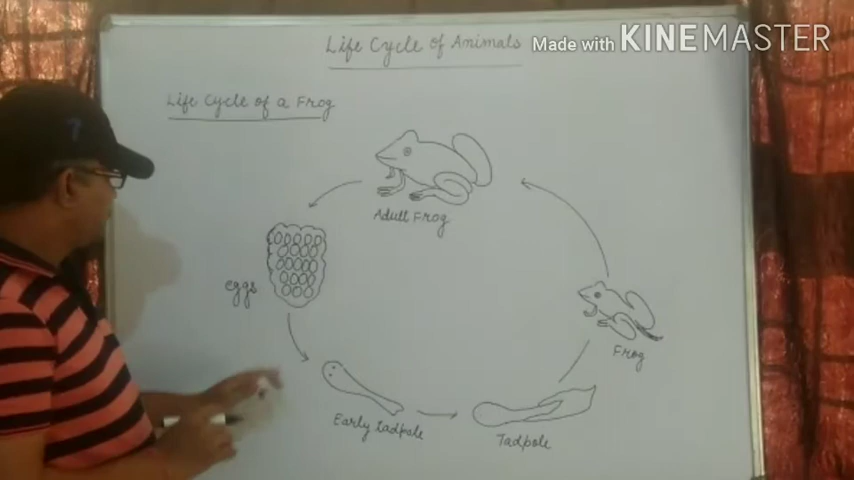 Life Cycle of Animals
Made with KINEMASTER
Life Cycle of a Frog
Adult Frog
eggs
Frog
Early tadpole
Tadpole